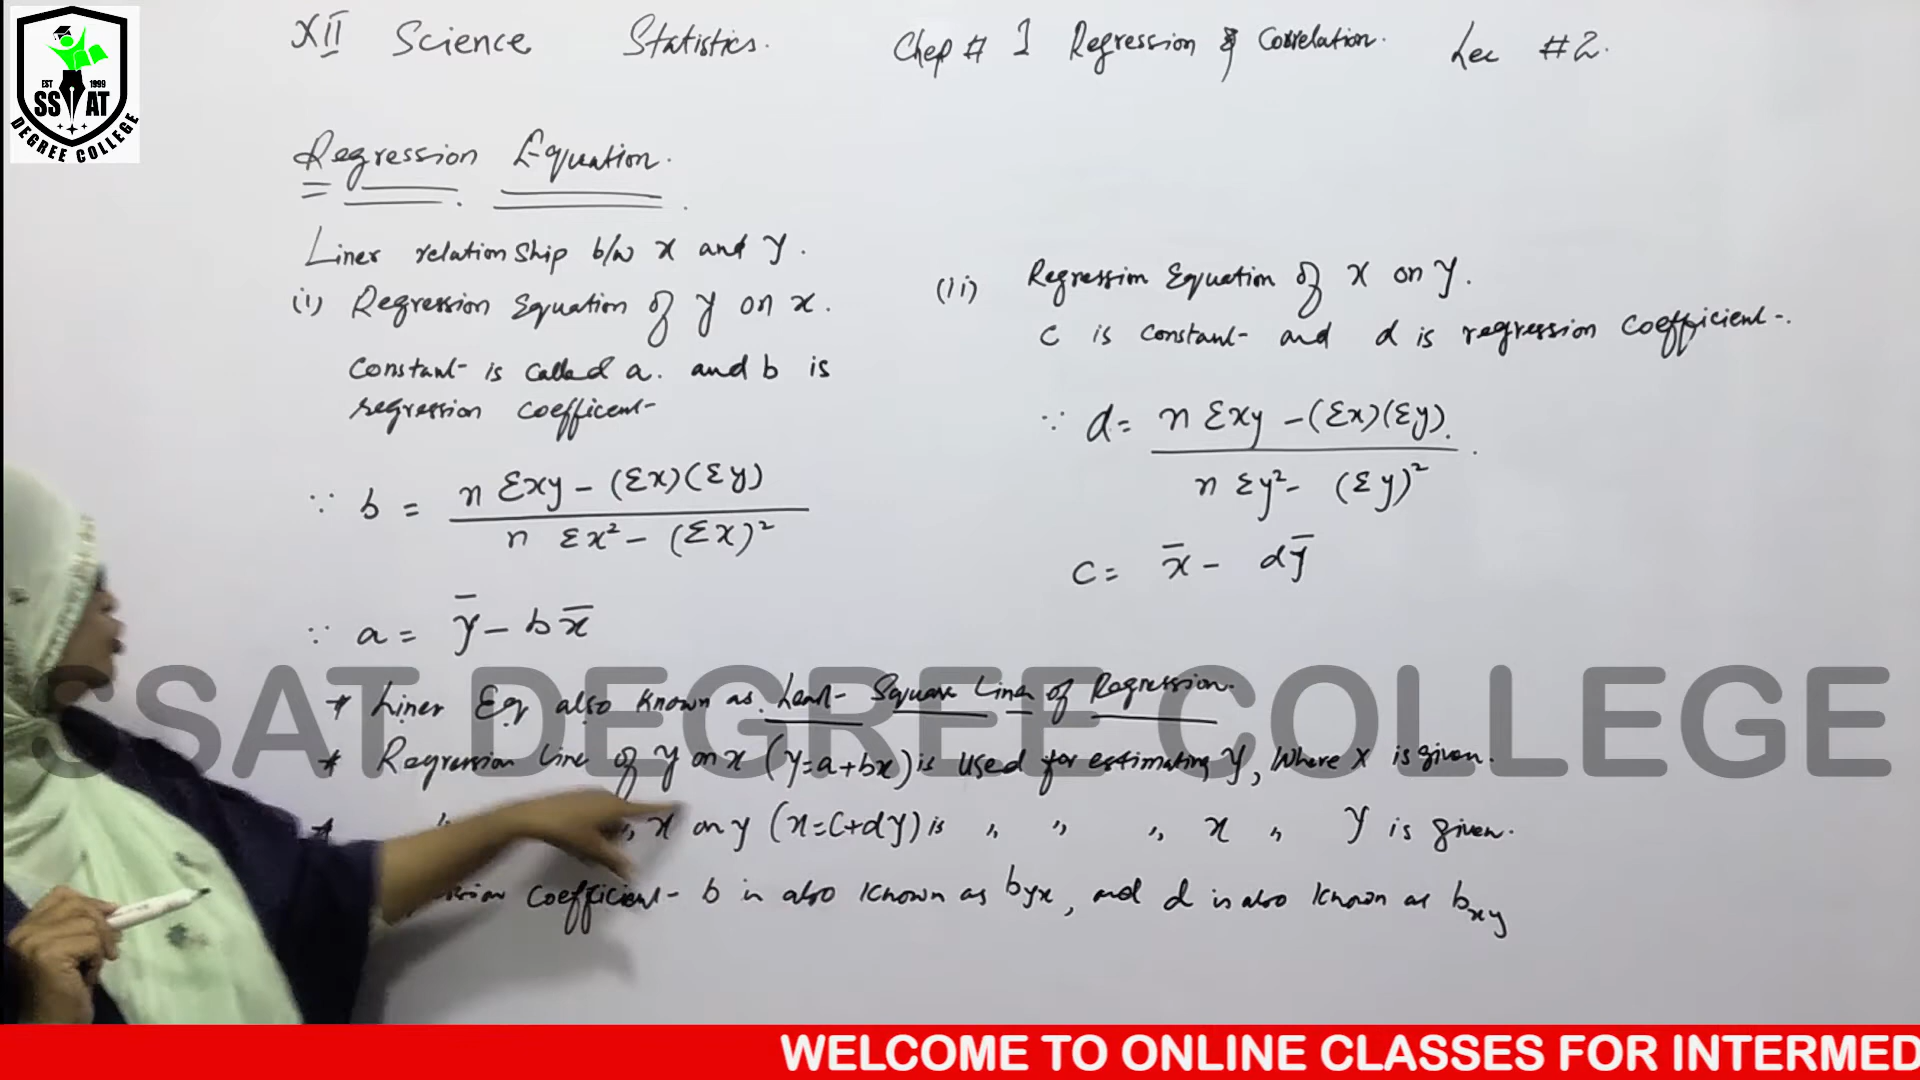 XII Science Statistics. Chep # 1 Regression & Correlation. Lec #2.
EST 1999
SSAT
DEGREE COLLEGE
Regression Equation.
Liner relationship b/w x and y.
(i) Regression Equation of y on x.
Constant is called a. and b is
regression coefficent
∵ b = n Σxy - (Σx)(Σy) / n Σx² - (Σx)²
∵ a = ȳ - b x̄
(ii) Regression Equation of x on y.
c is constant and d is regression coefficient.
∵ d = n Σxy - (Σx)(Σy) / n Σy² - (Σy)²
c = x̄ - dȳ
* Liner Eq also known as Least Square Line of Regression.
* Regression Line of y on x (y=a+bx) is used for estimating y, Where x is given.
* " " x on y (x=c+dy) is " " " x " y is given.
coefficient b is also known as byx, and d is also known as bxy
SSAT DEGREE COLLEGE
WELCOME TO ONLINE CLASSES FOR INTERMED